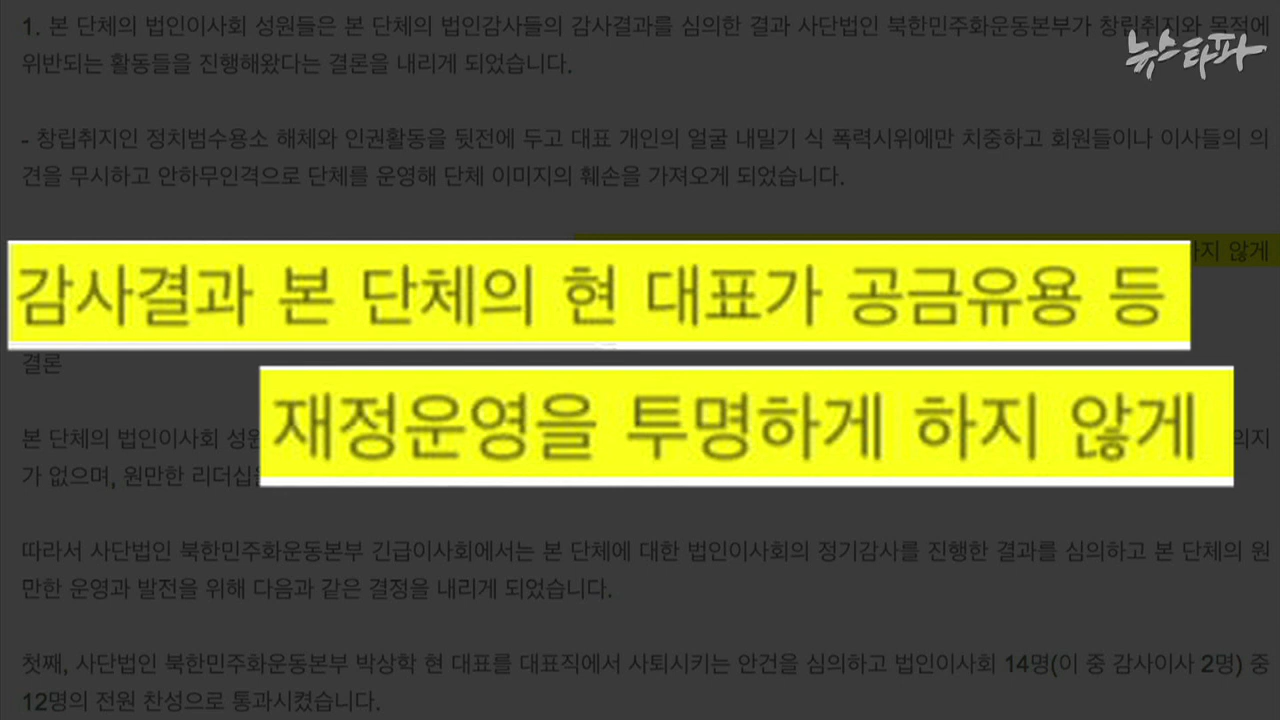 1. 본 단체의 법인이사회 성원들은 본 단체의 법인감사들의 감사결과를 심의한 결과 사단법인 북한민주화운동본부가 창립취지와 목적에
위반되는 활동들을 진행해왔다는 결론을 내리게 되었습니다.
뉴스타파
- 창립취지인 정치범수용소 해체와 인권활동을 뒷전에 두고 대표 개인의 얼굴 내밀기 식 폭력시위에만 치중하고 회원들이나 이사들의 의
견을 무시하고 안하무인격으로 단체를 운영해 단체 이미지의 훼손을 가져오게 되었습니다.
하지 않게
감사결과 본 단체의 현 대표가 공금유용 등
결론
재정운영을 투명하게 하지 않게
본 단체의 법인이사회 성원 의지
가 없으며, 원만한 리더십을
따라서 사단법인 북한민주화운동본부 긴급이사회에서는 본 단체에 대한 법인이사회의 정기감사를 진행한 결과를 심의하고 본 단체의 원
만한 운영과 발전을 위해 다음과 같은 결정을 내리게 되었습니다.
첫째, 사단법인 북한민주화운동본부 박상학 현 대표를 대표직에서 사퇴시키는 안건을 심의하고 법인이사회 14명(이 중 감사이사 2명) 중
12명의 전원 찬성으로 통과시켰습니다.